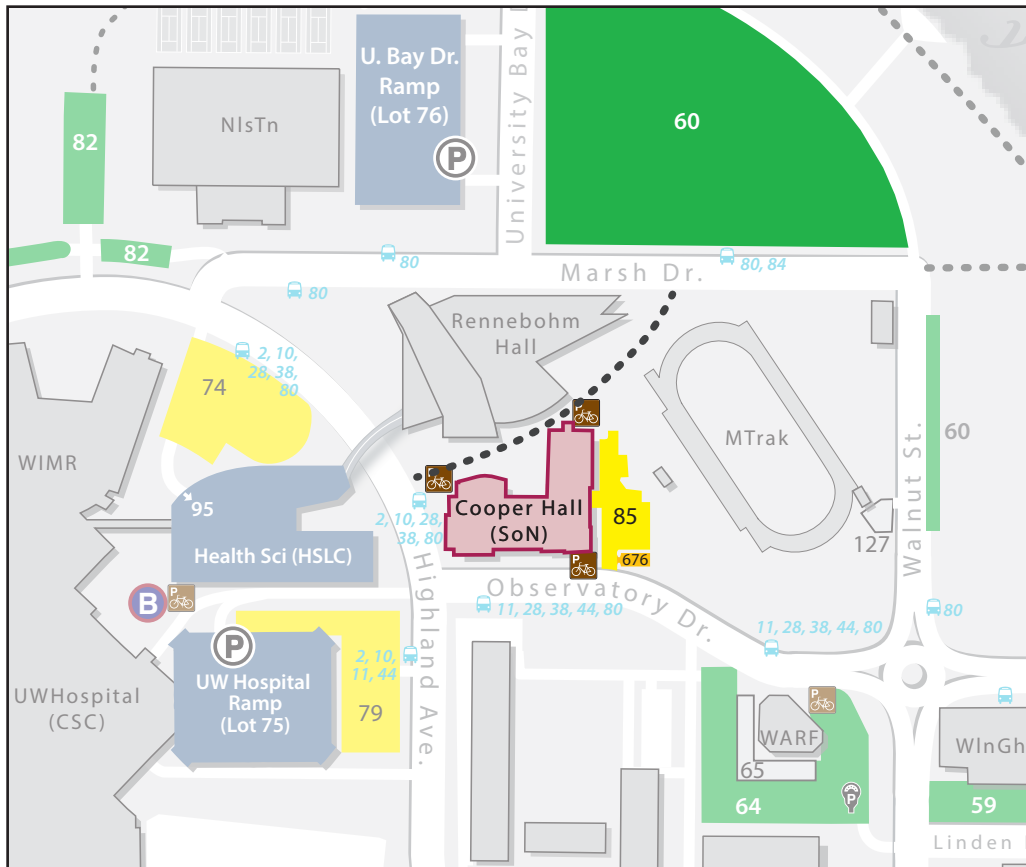 U. Bay Dr.
Ramp
(Lot 76)
P
University Bay
NlsTn
60
82
82
80
80
80, 84
Marsh Dr.
Rennebohm
Hall
2, 10,
28, 38,
80
74
P
MTrak
60
Walnut St.
WIMR
95
P
Cooper Hall
(SoN)
85
676
2, 10, 28,
38, 80
127
Health Sci (HSLC)
P
Highland Ave.
Observatory Dr.
B
P
11, 28, 38, 44, 80
80
11, 28, 38, 44, 80
P
2, 10,
11, 44
UW Hospital
Ramp
(Lot 75)
79
UWHospital
(CSC)
P
WARF
65
64
P
WlnGh
59
Linden